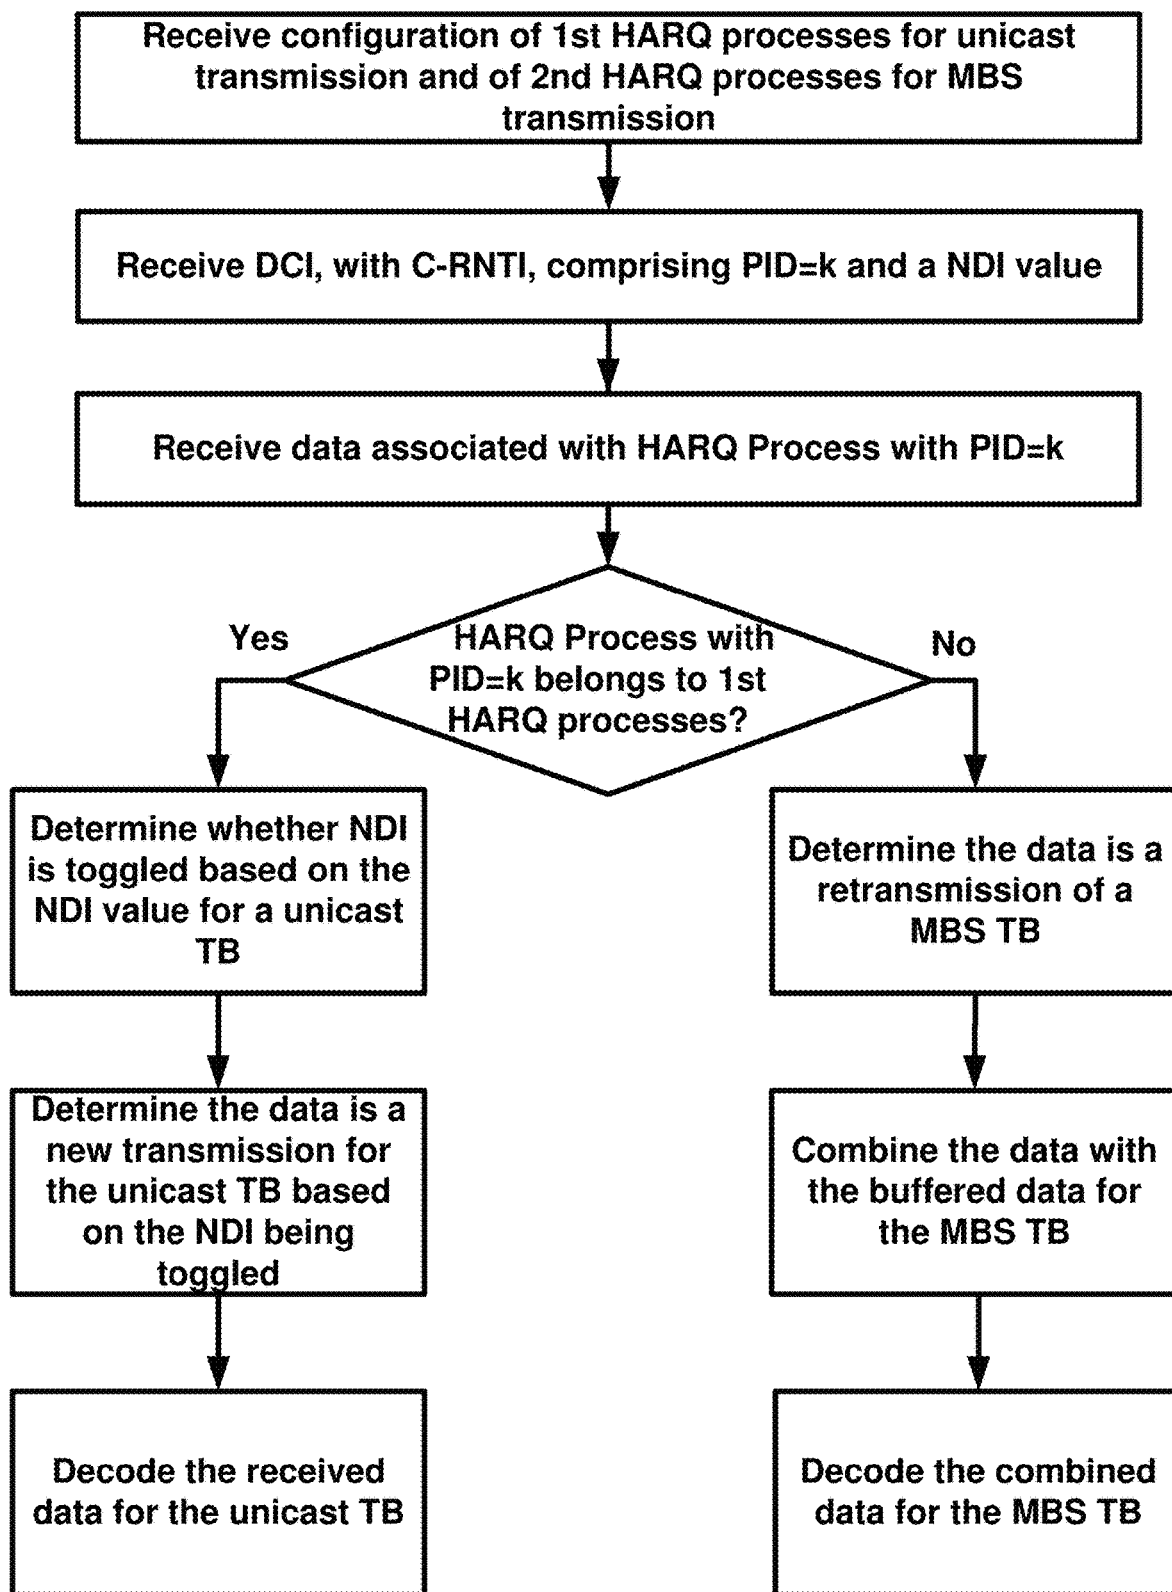 Receive configuration of 1st HARQ processes for unicast
transmission and of 2nd HARQ processes for MBS
transmission
Receive DCI, with C-RNTI, comprising PID=k and a NDI value
Receive data associated with HARQ Process with PID=k
HARQ Process with
PID=k belongs to 1st
HARQ processes?
Yes
No
Determine whether NDI
is toggled based on the
NDI value for a unicast
TB
Determine the data is a
new transmission for
the unicast TB based
on the NDI being
toggled
Decode the received
data for the unicast TB
Determine the data is a
retransmission of a
MBS TB
Combine the data with
the buffered data for
the MBS TB
Decode the combined
data for the MBS TB